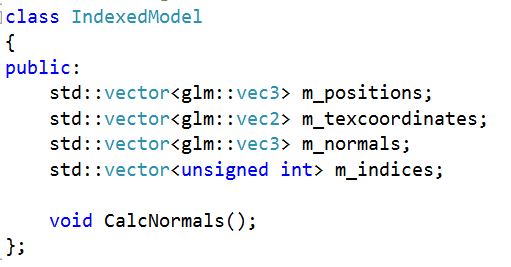 class IndexedModel
{
public:
    std::vector<glm::vec3> m_positions;
    std::vector<glm::vec2> m_texcoordinates;
    std::vector<glm::vec3> m_normals;
    std::vector<unsigned int> m_indices;

    void CalcNormals();
};